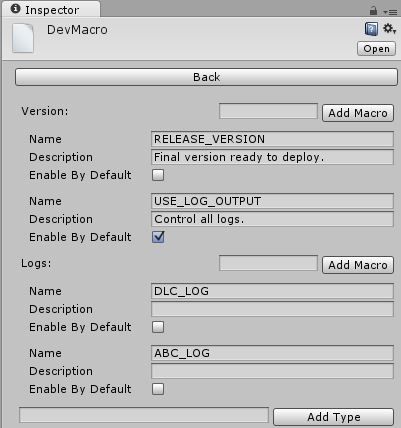 Inspector
DevMacro
Open
Back
Version: Add Macro
Name RELEASE_VERSION
Description Final version ready to deploy.
Enable By Default
Name USE_LOG_OUTPUT
Description Control all logs.
Enable By Default
Logs: Add Macro
Name DLC_LOG
Description
Enable By Default
Name ABC_LOG
Description
Enable By Default
Add Type